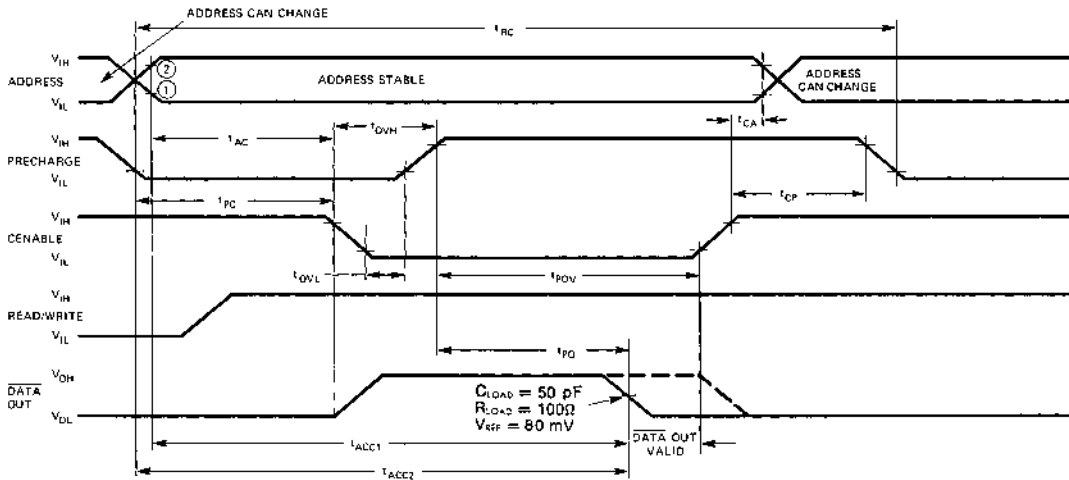 ADDRESS CAN CHANGE
tRC
VIH
ADDRESS
VIL
②
①
ADDRESS STABLE
ADDRESS
CAN CHANGE
tCA
tOVH
tAC
VIH
PRECHARGE
VIL
tPC
tCP
VIH
CENABLE
VIL
tOVL
tPOV
VIH
READ/WRITE
VIL
tPO
VOH
DATA
OUT
VOL
CLOAD = 50 pF
RLOAD = 100Ω
VREF = 80 mV
DATA OUT
VALID
tACC1
tACC2